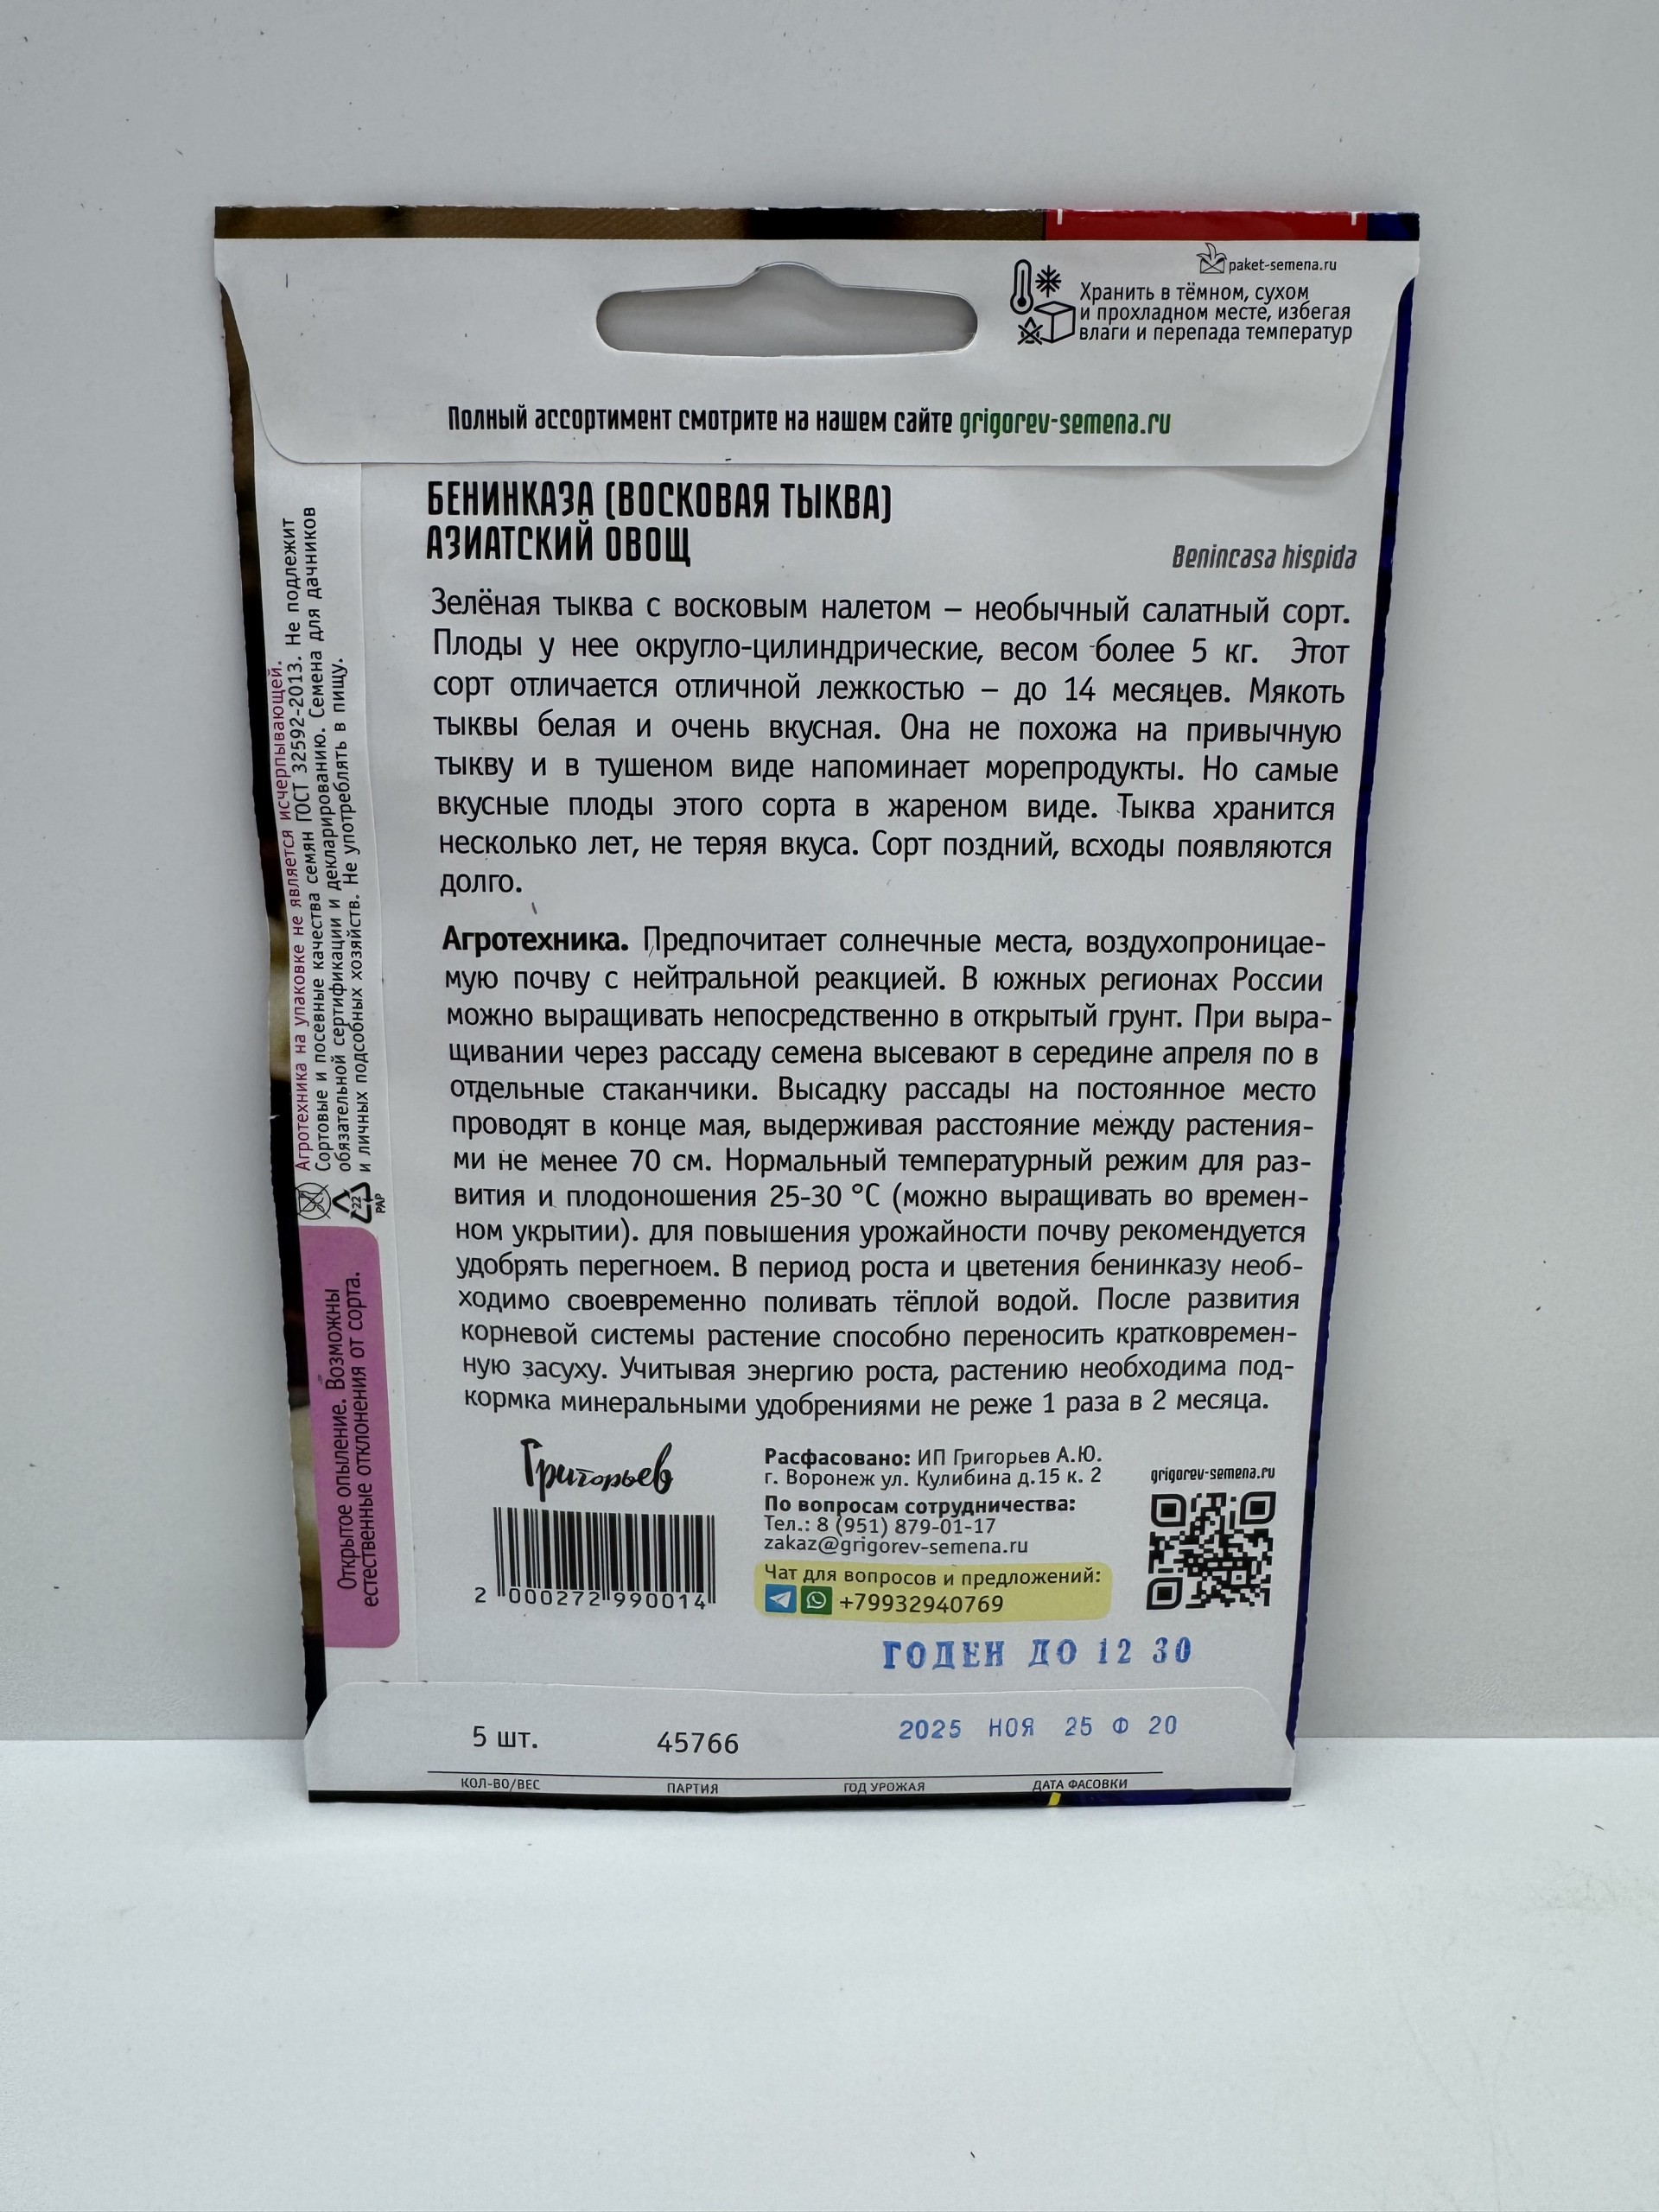 paket-semena.ru
Хранить в тёмном, сухом
и прохладном месте, избегая
влаги и перепада температур
Полный ассортимент смотрите на нашем сайте grigorev-semena.ru
БЕНИНКАЗА (ВОСКОВАЯ ТЫКВА)
АЗИАТСКИЙ ОВОЩ
Benincasa hispida
Зелёная тыква с восковым налетом – необычный салатный сорт.
Плоды у нее округло-цилиндрические, весом более 5 кг. Этот
сорт отличается отличной лежкостью – до 14 месяцев. Мякоть
тыквы белая и очень вкусная. Она не похожа на привычную
тыкву и в тушеном виде напоминает морепродукты. Но самые
вкусные плоды этого сорта в жареном виде. Тыква хранится
несколько лет, не теряя вкуса. Сорт поздний, всходы появляются
долго.
Агротехника. Предпочитает солнечные места, воздухопроницае-
мую почву с нейтральной реакцией. В южных регионах России
можно выращивать непосредственно в открытый грунт. При выра-
щивании через рассаду семена высевают в середине апреля по в
отдельные стаканчики. Высадку рассады на постоянное место
проводят в конце мая, выдерживая расстояние между растения-
ми не менее 70 см. Нормальный температурный режим для раз-
вития и плодоношения 25-30 °С (можно выращивать во времен-
ном укрытии). для повышения урожайности почву рекомендуется
удобрять перегноем. В период роста и цветения бенинказу необ-
ходимо своевременно поливать тёплой водой. После развития
корневой системы растение способно переносить кратковремен-
ную засуху. Учитывая энергию роста, растению необходима под-
кормка минеральными удобрениями не реже 1 раза в 2 месяца.
Агротехника на упаковке не является исчерпывающей.
Сортовые и посевные качества семян ГОСТ 32592-2013. Не подлежит
обязательной сертификации и декларированию. Семена для дачников
и личных подсобных хозяйств. Не употреблять в пищу.
22
PAP
Открытое опыление. Возможны
естественные отклонения от сорта.
Григорьев
2 000272 990014
Расфасовано: ИП Григорьев А.Ю.
г. Воронеж ул. Кулибина д.15 к. 2
По вопросам сотрудничества:
Тел.: 8 (951) 879-01-17
zakaz@grigorev-semena.ru
Чат для вопросов и предложений:
+79932940769
grigorev-semena.ru
ГОДЕН ДО 12 30
5 шт. 45766 2025 НОЯ 25 Ф 20
КОЛ-ВО/ВЕС ПАРТИЯ ГОД УРОЖАЯ ДАТА ФАСОВКИ